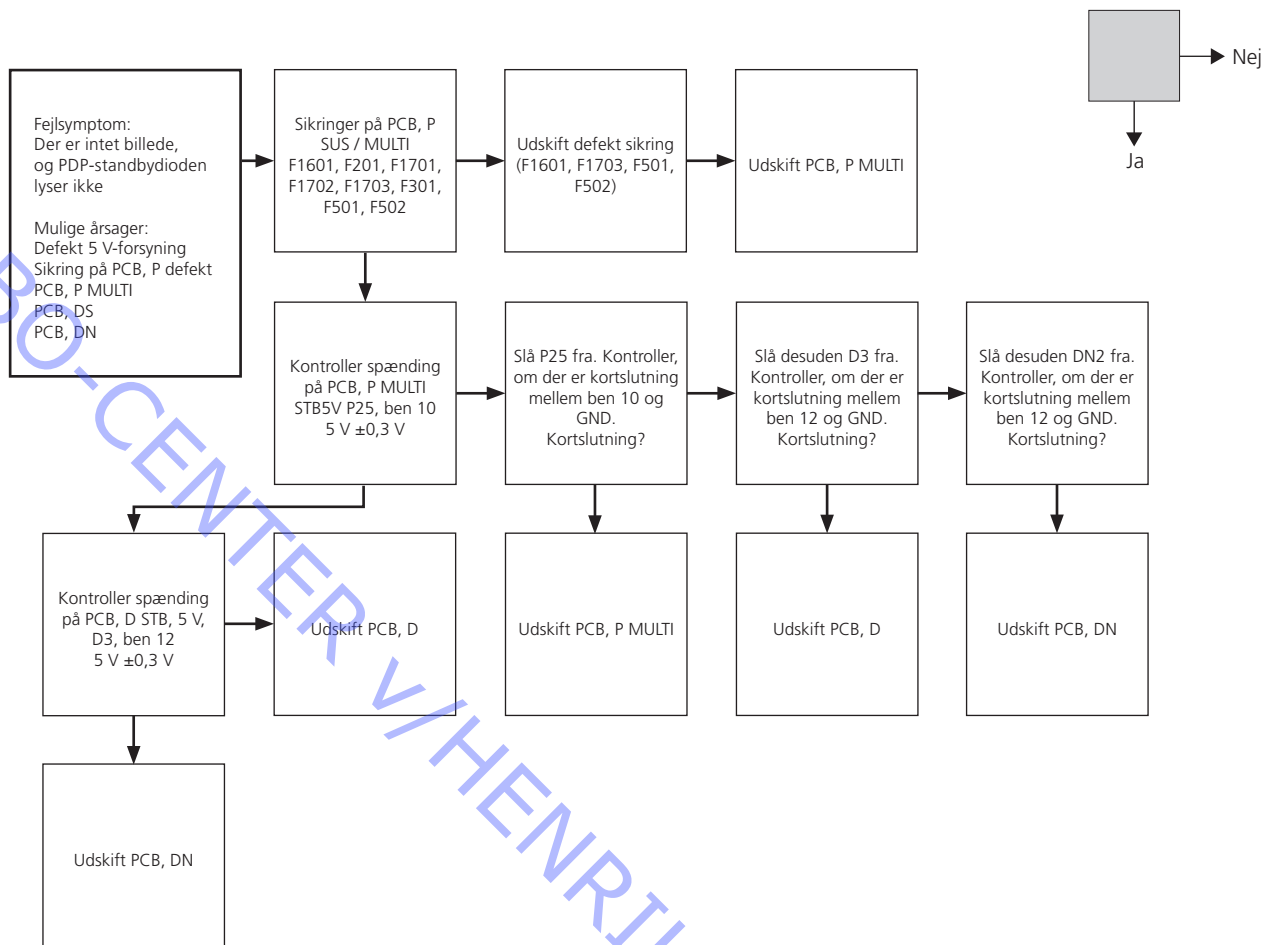 Nej
Ja
Fejlsymptom:
Der er intet billede,
og PDP-standbydioden
lyser ikke
Mulige årsager:
Defekt 5 V-forsyning
Sikring på PCB, P defekt
PCB, P MULTI
PCB, DS
PCB, DN
Sikringer på PCB, P
SUS / MULTI
F1601, F201, F1701,
F1702, F1703, F301,
F501, F502
Udskift defekt sikring
(F1601, F1703, F501,
F502)
Udskift PCB, P MULTI
Kontroller spænding
på PCB, P MULTI
STB5V P25, ben 10
5 V ±0,3 V
Slå P25 fra. Kontroller,
om der er kortslutning
mellem ben 10 og
GND.
Kortslutning?
Slå desuden D3 fra.
Kontroller, om der er
kortslutning mellem
ben 12 og GND.
Kortslutning?
Slå desuden DN2 fra.
Kontroller, om der er
kortslutning mellem
ben 12 og GND.
Kortslutning?
Kontroller spænding
på PCB, D STB, 5 V,
D3, ben 12
5 V ±0,3 V
Udskift PCB, D
Udskift PCB, P MULTI
Udskift PCB, D
Udskift PCB, DN
Udskift PCB, DN
BO-CENTER v/HENRI